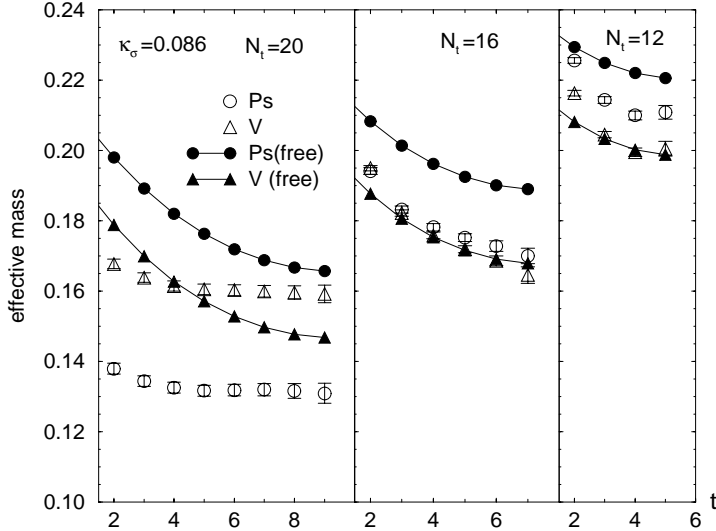 effective mass
0.24
0.22
0.20
0.18
0.16
0.14
0.12
0.10
κσ=0.086 Nt=20
Ps
V
Ps(free)
V (free)
2 4 6 8
Nt=16
2 4 6 8
Nt=12
2 4 6
t